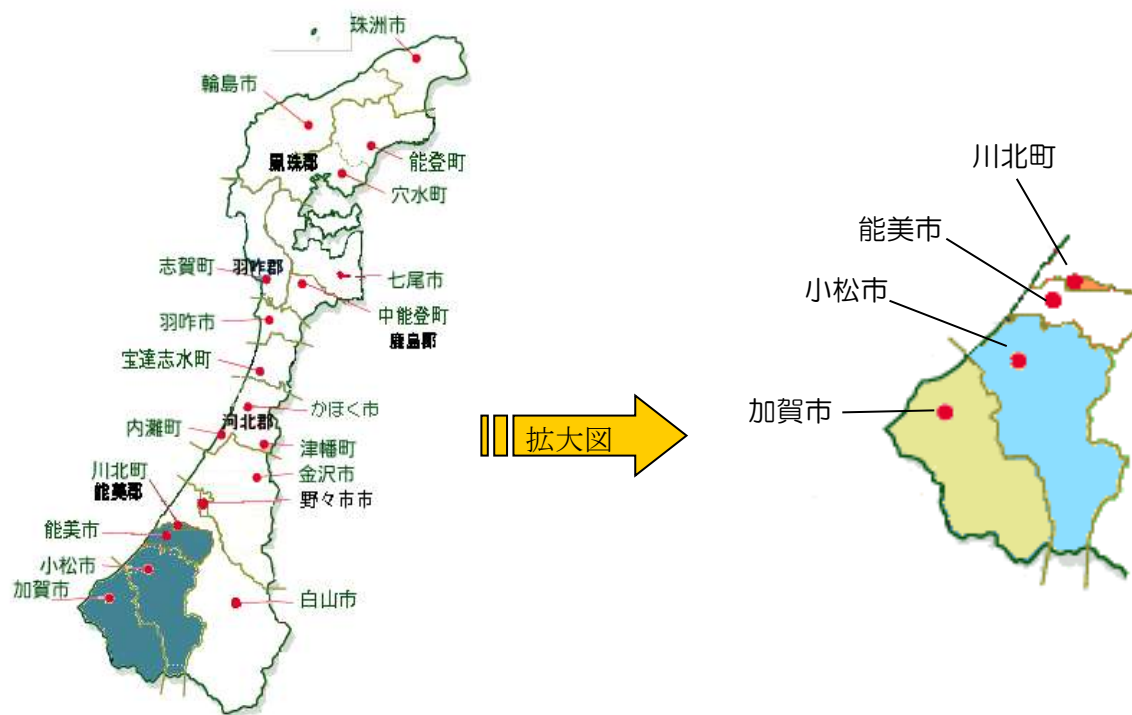 珠洲市
輪島市
鳳珠郡
能登町
穴水町
志賀町
羽咋郡
七尾市
羽咋市
中能登町
鹿島郡
宝達志水町
かほく市
河北郡
内灘町
津幡町
川北町
能美郡
金沢市
野々市市
能美市
小松市
加賀市
白山市
拡大図
川北町
能美市
小松市
加賀市